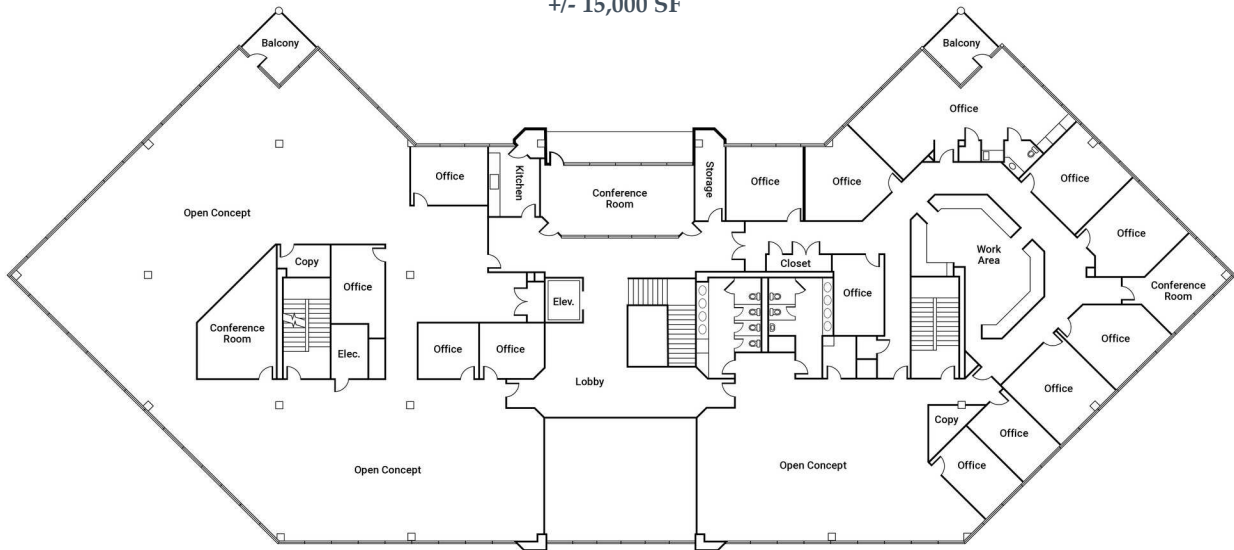 +/- 15,000 SF
Balcony
Balcony
Office
Office
Kitchen
Conference
Room
Storage
Office
Office
Office
Open Concept
Office
Copy
Office
Conference
Room
Elec.
Elev.
Closet
Office
Work
Area
Conference
Room
Office
Office
Office
Lobby
Office
Copy
Office
Office
Open Concept
Open Concept